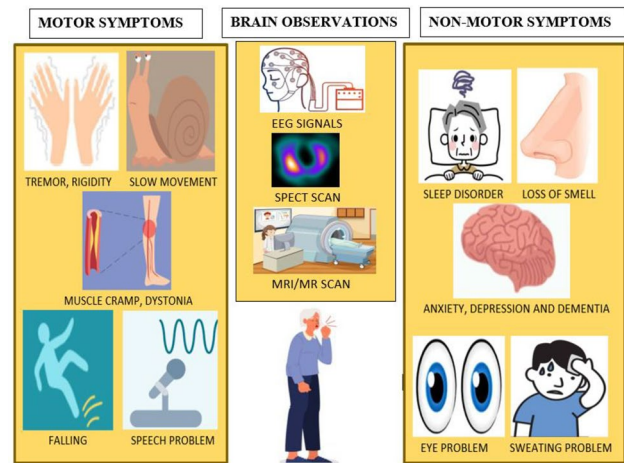 MOTOR SYMPTOMS
TREMOR, RIGIDITY
SLOW MOVEMENT
MUSCLE CRAMP, DYSTONIA
FALLING
SPEECH PROBLEM
BRAIN OBSERVATIONS
EEG SIGNALS
SPECT SCAN
MRI/MR SCAN
NON-MOTOR SYMPTOMS
SLEEP DISORDER
LOSS OF SMELL
ANXIETY, DEPRESSION AND DEMENTIA
EYE PROBLEM
SWEATING PROBLEM